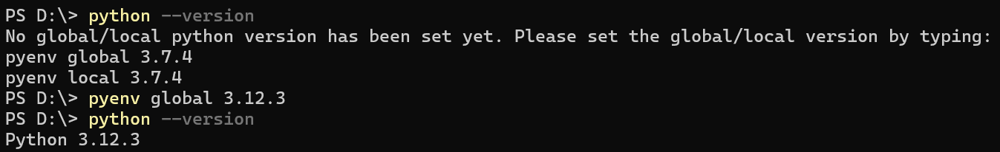 PS D:\> python --version
No global/local python version has been set yet. Please set the global/local version by typing:
pyenv global 3.7.4
pyenv local 3.7.4
PS D:\> pyenv global 3.12.3
PS D:\> python --version
Python 3.12.3